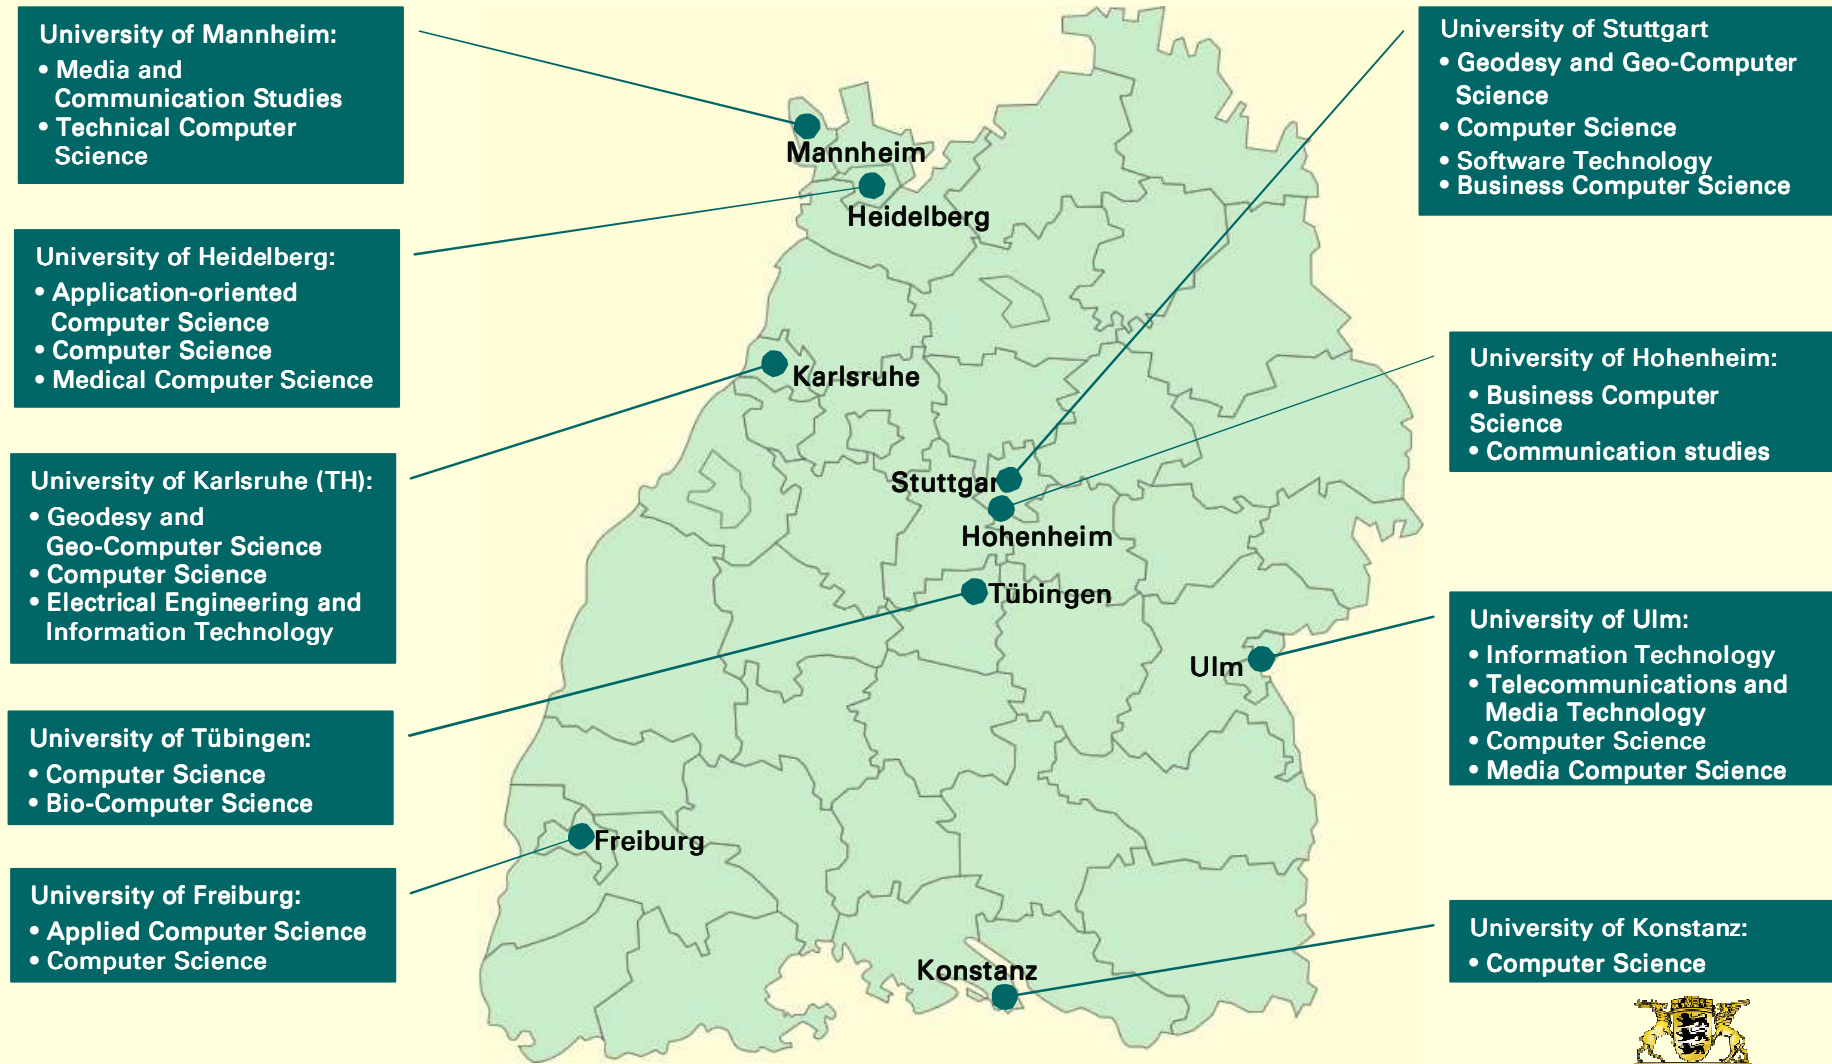 University of Mannheim:
• Media and
Communication Studies
• Technical Computer
Science
University of Heidelberg:
• Application-oriented
Computer Science
• Computer Science
• Medical Computer Science
University of Karlsruhe (TH):
• Geodesy and
Geo-Computer Science
• Computer Science
• Electrical Engineering and
Information Technology
University of Tübingen:
• Computer Science
• Bio-Computer Science
University of Freiburg:
• Applied Computer Science
• Computer Science
Mannheim
Heidelberg
Karlsruhe
Stuttgar
Hohenheim
Tübingen
Ulm
Freiburg
Konstanz
University of Stuttgart
• Geodesy and Geo-Computer
Science
• Computer Science
• Software Technology
• Business Computer Science
University of Hohenheim:
• Business Computer
Science
• Communication studies
University of Ulm:
• Information Technology
• Telecommunications and
Media Technology
• Computer Science
• Media Computer Science
University of Konstanz:
• Computer Science